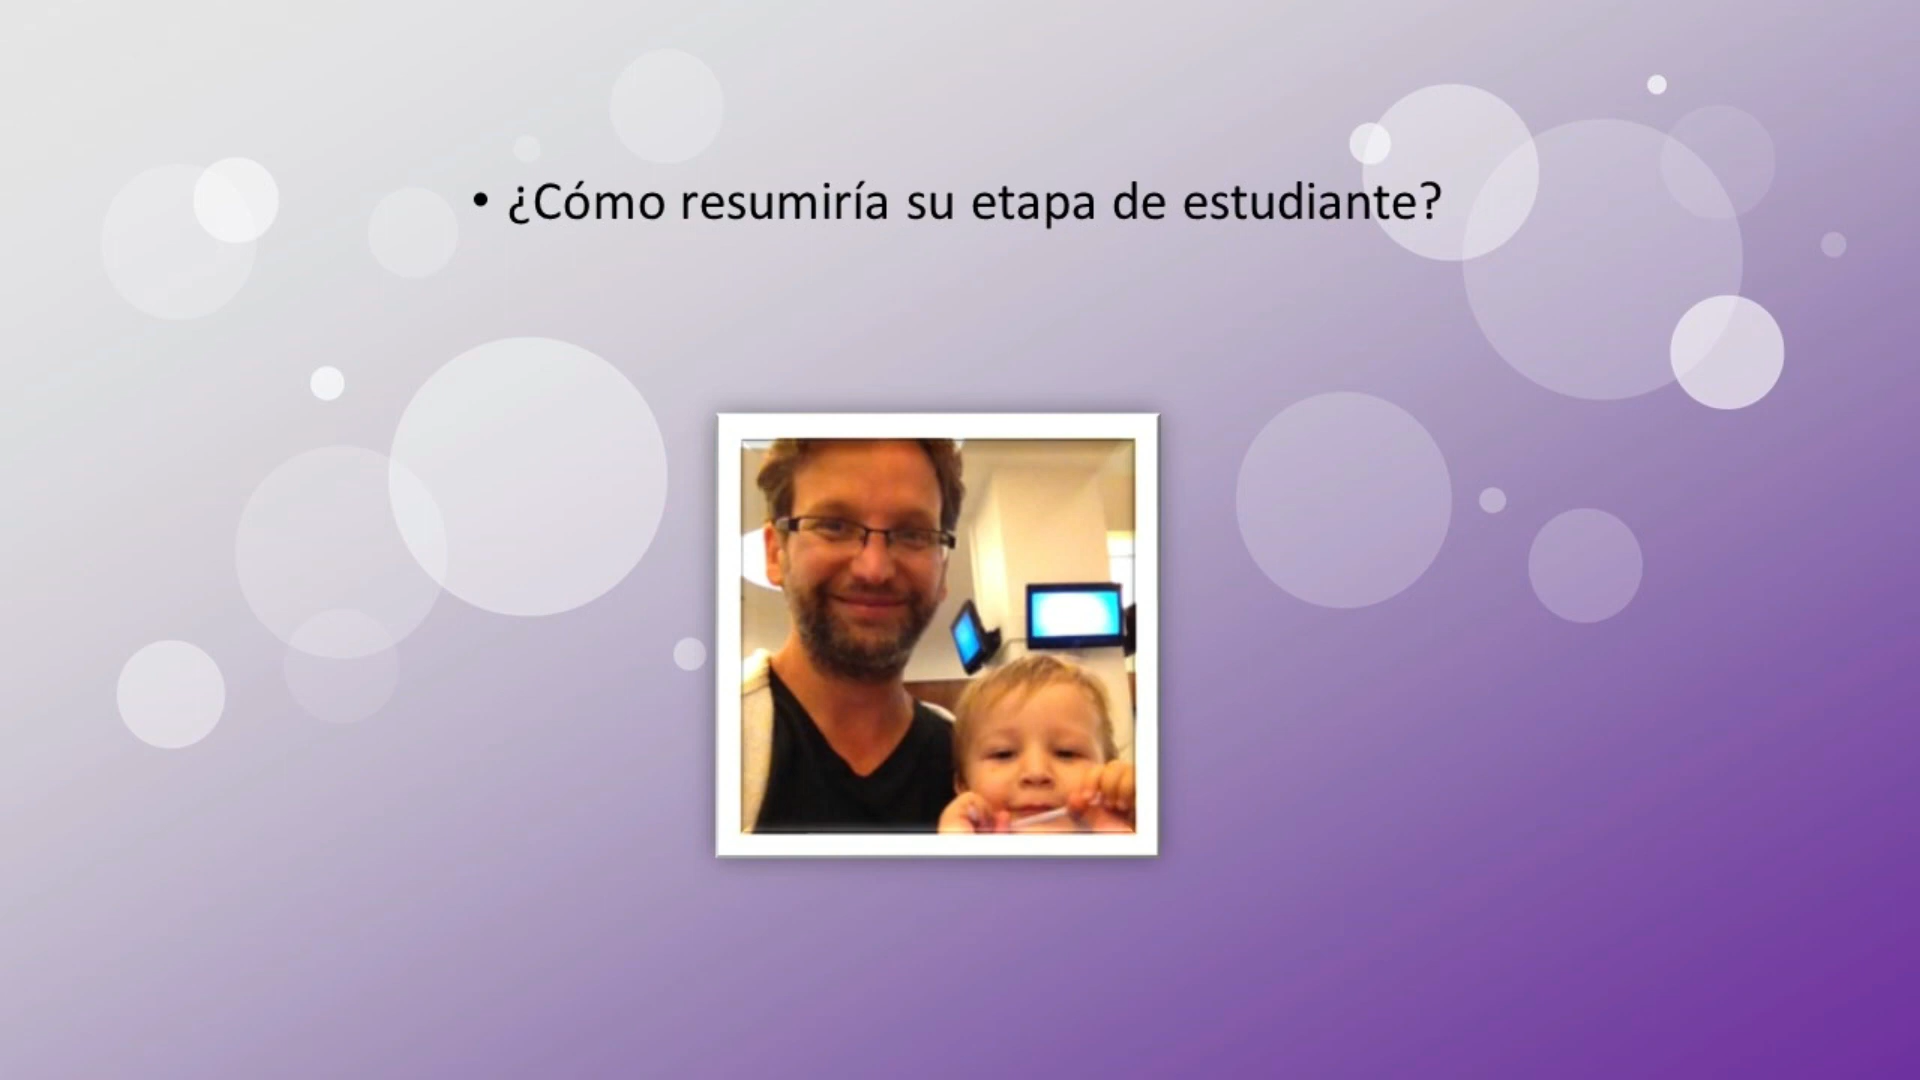 • ¿Cómo resumiría su etapa de estudiante?